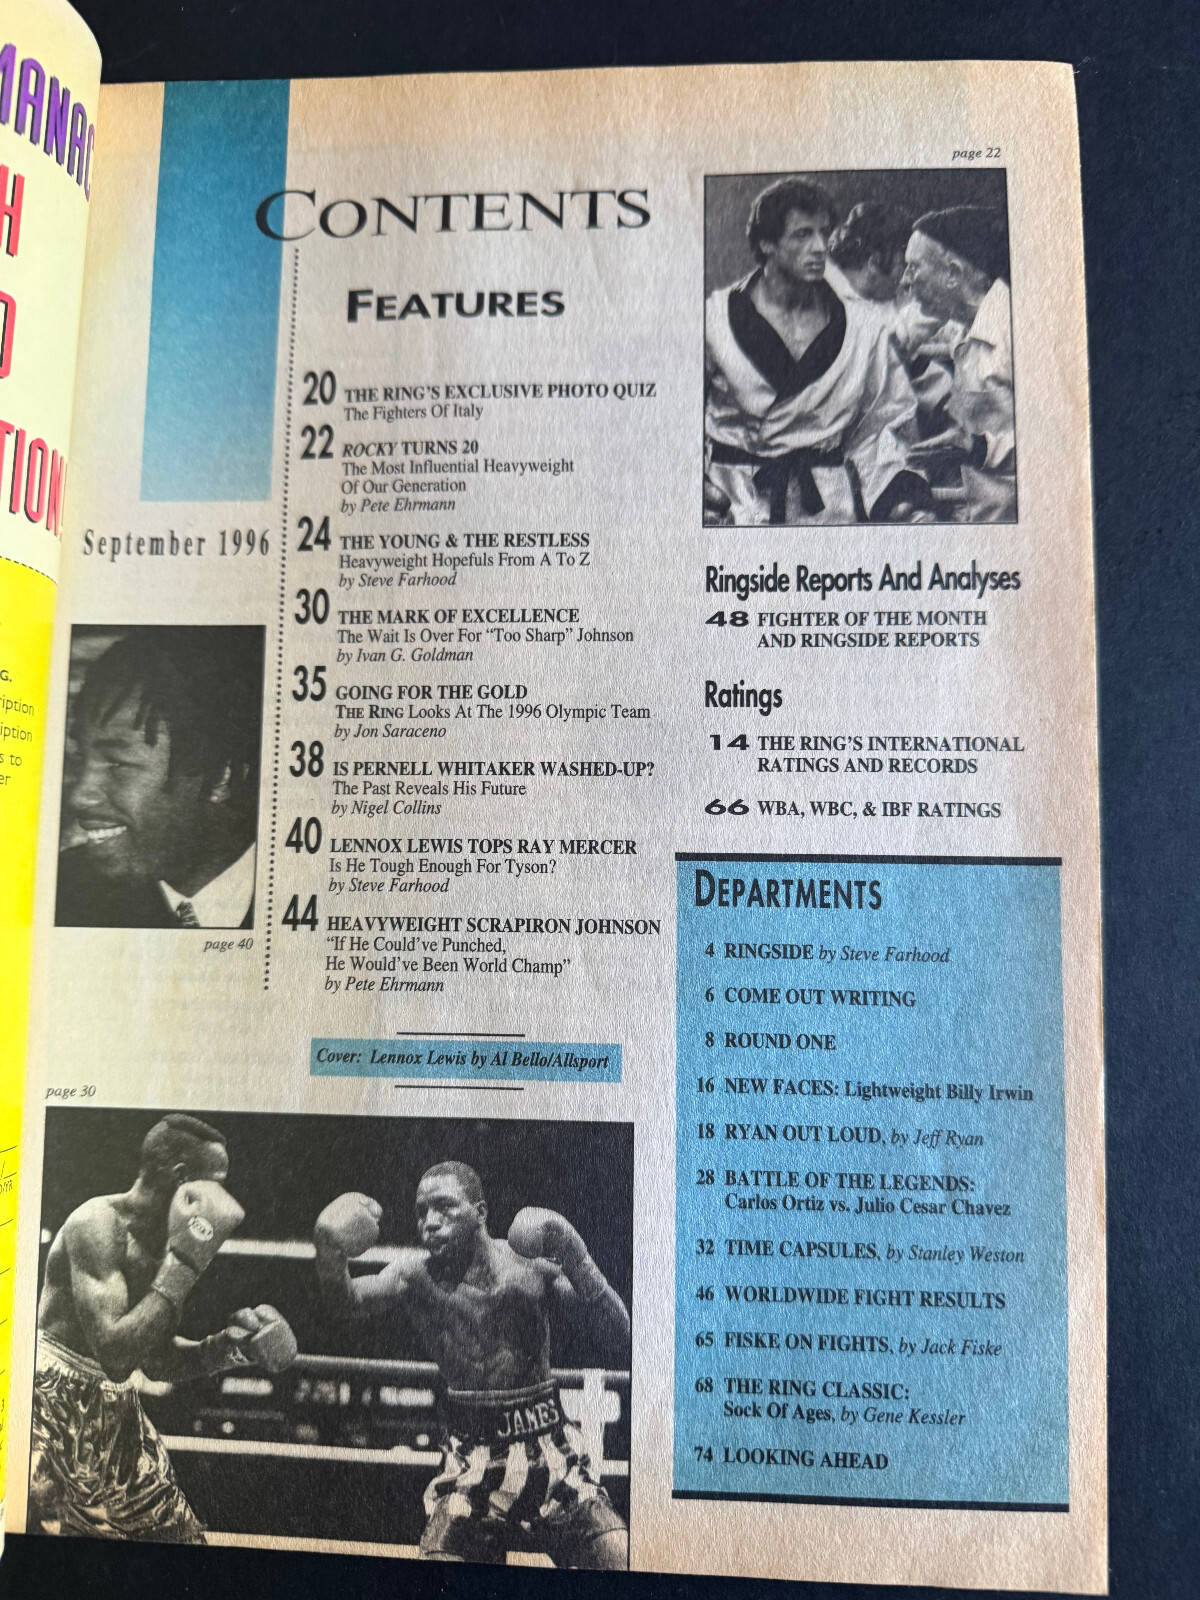 MANAC
H
D
TION!
G.
ription
iption
s to
er
page 22
CONTENTS
FEATURES
20 THE RING'S EXCLUSIVE PHOTO QUIZ
The Fighters Of Italy
22 ROCKY TURNS 20
The Most Influential Heavyweight
Of Our Generation
by Pete Ehrmann
24 THE YOUNG & THE RESTLESS
Heavyweight Hopefuls From A To Z
by Steve Farhood
30 THE MARK OF EXCELLENCE
The Wait Is Over For "Too Sharp" Johnson
by Ivan G. Goldman
35 GOING FOR THE GOLD
THE RING Looks At The 1996 Olympic Team
by Jon Saraceno
38 IS PERNELL WHITAKER WASHED-UP?
The Past Reveals His Future
by Nigel Collins
40 LENNOX LEWIS TOPS RAY MERCER
Is He Tough Enough For Tyson?
by Steve Farhood
44 HEAVYWEIGHT SCRAPIRON JOHNSON
"If He Could've Punched,
He Would've Been World Champ"
by Pete Ehrmann
September 1996
page 40
Cover: Lennox Lewis by Al Bello/Allsport
page 30
JAMES
Ringside Reports And Analyses
48 FIGHTER OF THE MONTH
AND RINGSIDE REPORTS
Ratings
14 THE RING'S INTERNATIONAL
RATINGS AND RECORDS
66 WBA, WBC, & IBF RATINGS
DEPARTMENTS
4 RINGSIDE by Steve Farhood
6 COME OUT WRITING
8 ROUND ONE
16 NEW FACES: Lightweight Billy Irwin
18 RYAN OUT LOUD, by Jeff Ryan
28 BATTLE OF THE LEGENDS:
Carlos Ortiz vs. Julio Cesar Chavez
32 TIME CAPSULES, by Stanley Weston
46 WORLDWIDE FIGHT RESULTS
65 FISKE ON FIGHTS, by Jack Fiske
68 THE RING CLASSIC:
Sock Of Ages, by Gene Kessler
74 LOOKING AHEAD